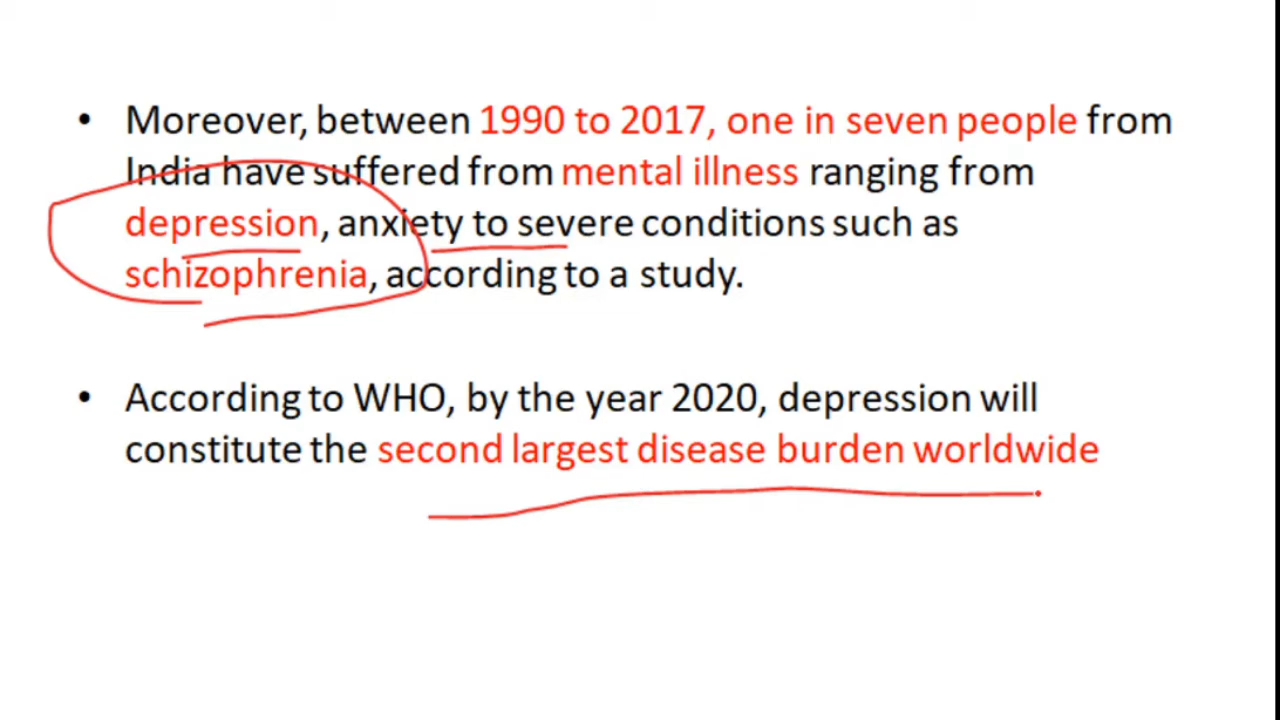 • Moreover, between 1990 to 2017, one in seven people from
India have suffered from mental illness ranging from
depression, anxiety to severe conditions such as
schizophrenia, according to a study.
• According to WHO, by the year 2020, depression will
constitute the second largest disease burden worldwide